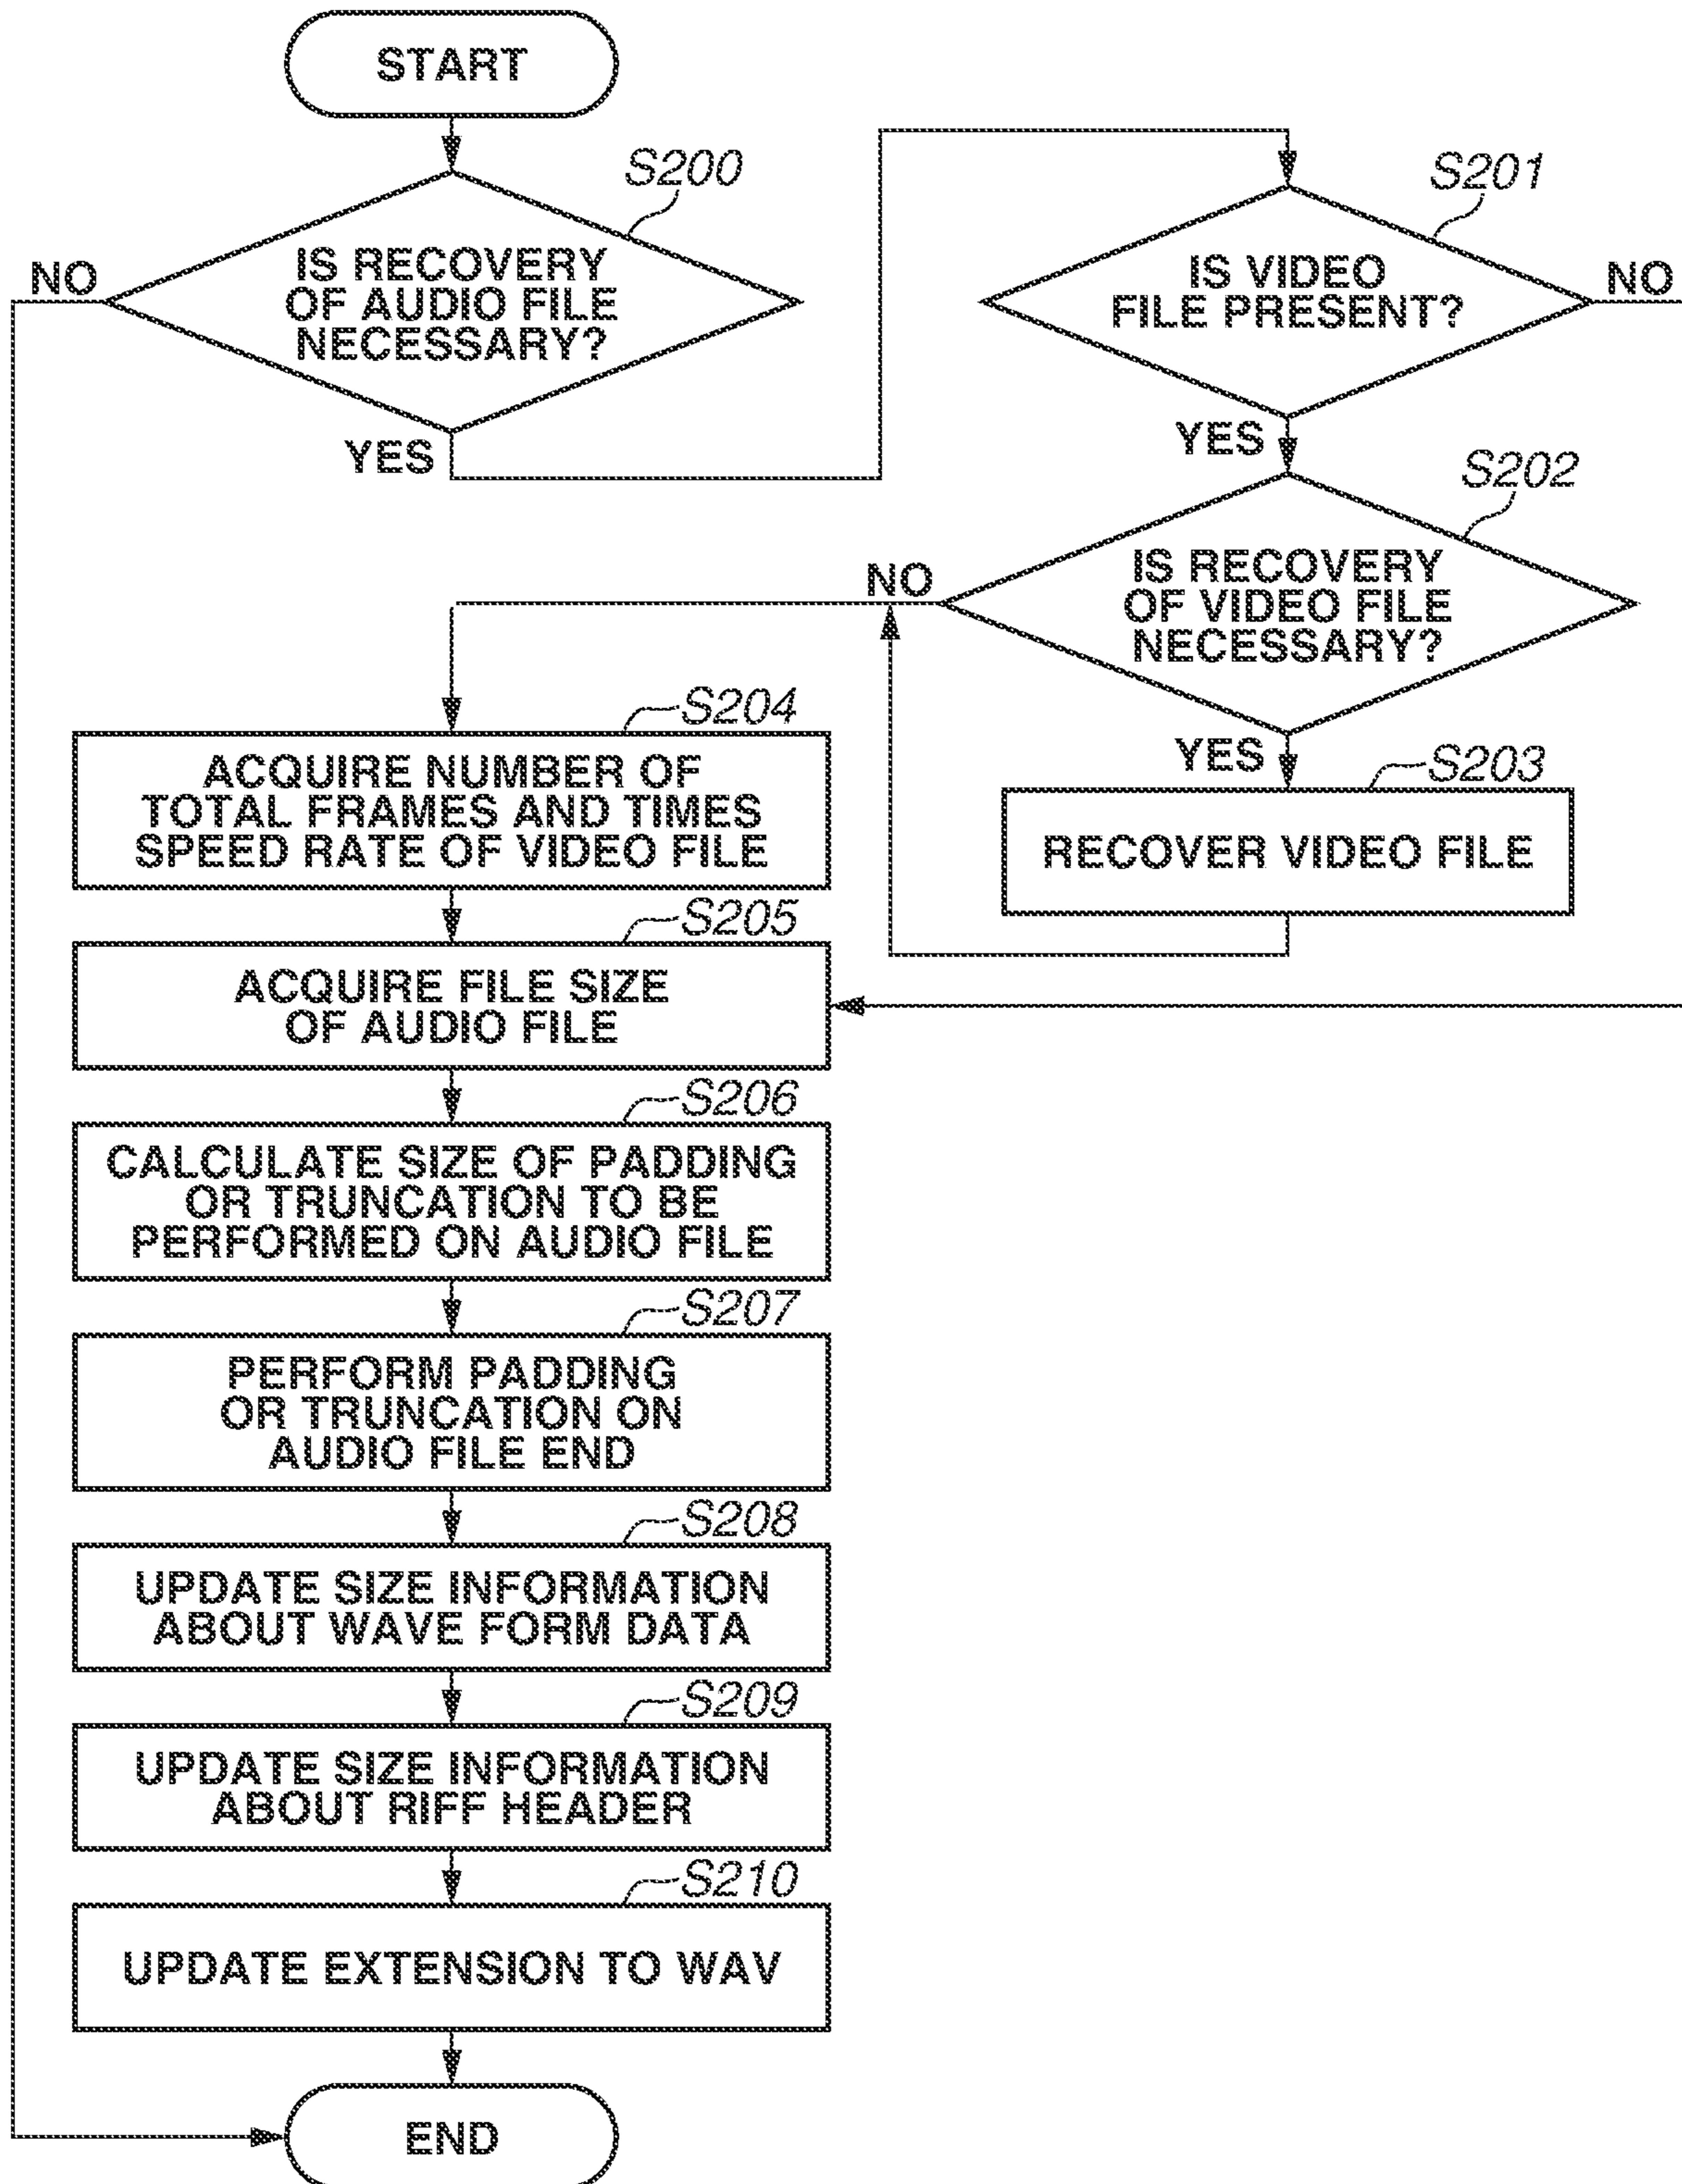 START
S200
IS RECOVERY
OF AUDIO FILE
NECESSARY?
NO
YES
S201
IS VIDEO
FILE PRESENT?
NO
YES
S202
IS RECOVERY
OF VIDEO FILE
NECESSARY?
NO
YES
S203
RECOVER VIDEO FILE
S204
ACQUIRE NUMBER OF
TOTAL FRAMES AND TIMES
SPEED RATE OF VIDEO FILE
S205
ACQUIRE FILE SIZE
OF AUDIO FILE
S206
CALCULATE SIZE OF PADDING
OR TRUNCATION TO BE
PERFORMED ON AUDIO FILE
S207
PERFORM PADDING
OR TRUNCATION ON
AUDIO FILE END
S208
UPDATE SIZE INFORMATION
ABOUT WAVE FORM DATA
S209
UPDATE SIZE INFORMATION
ABOUT RIFF HEADER
S210
UPDATE EXTENSION TO WAV
END